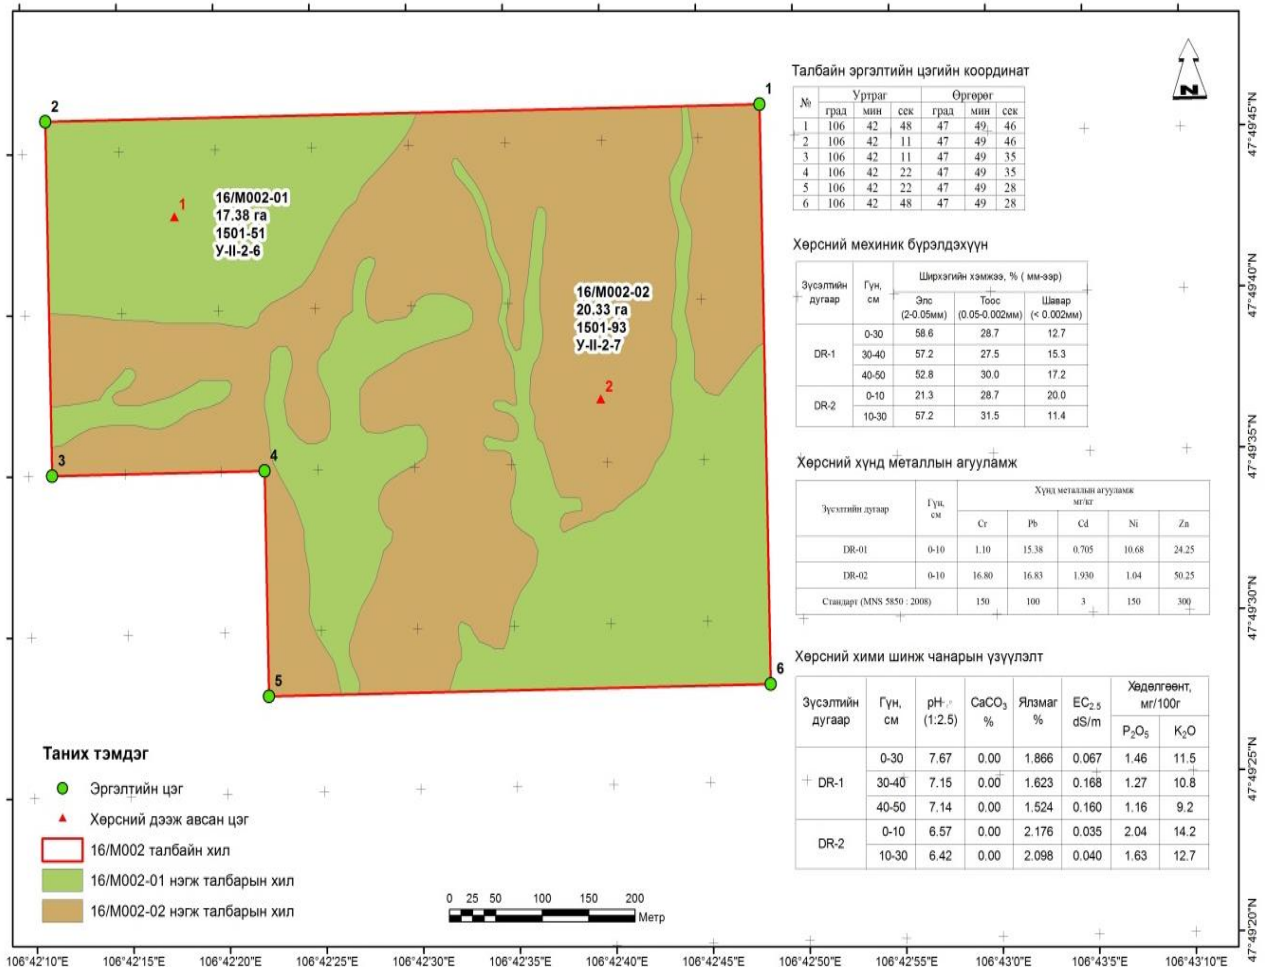 Талбайн эргэлтийн цэгийн координат
№ Уртраг Өргөрөг
град мин сек град мин сек
1 106 42 48 47 49 46
2 106 42 11 47 49 46
3 106 42 11 47 49 35
4 106 42 22 47 49 35
5 106 42 22 47 49 28
6 106 42 48 47 49 28
N
1
2
3
4
5
6
1
16/M002-01
17.38 га
1501-51
У-II-2-6
16/M002-02
20.33 га
1501-93
У-II-2-7
2
Хөрсний мехиник бүрэлдэхүүн
Зүсэлтийн дугаар Гүн, см Ширхэгийн хэмжээ, % ( мм-ээр)
Элс (2-0.05мм) Тоос (0.05-0.002мм) Шавар (< 0.002мм)
DR-1 0-30 58.6 28.7 12.7
30-40 57.2 27.5 15.3
40-50 52.8 30.0 17.2
DR-2 0-10 21.3 28.7 20.0
10-30 57.2 31.5 11.4
Хөрсний хүнд металлын агууламж
Зүсэлтийн дугаар Гүн, см Хүнд металлын агууламж мг/кг
Cr Pb Cd Ni Zn
DR-01 0-10 1.10 15.38 0.705 10.68 24.25
DR-02 0-10 16.80 16.83 1.930 1.04 50.25
Стандарт (MNS 5850 : 2008) 150 100 3 150 300
Хөрсний хими шинж чанарын үзүүлэлт
Зүсэлтийн дугаар Гүн, см pH (1:2.5) CaCO₃ % Ялзмаг % EC₂.₅ dS/m Хөдөлгөөнт, мг/100г
P₂O₅ K₂O
DR-1 0-30 7.67 0.00 1.866 0.067 1.46 11.5
30-40 7.15 0.00 1.623 0.168 1.27 10.8
40-50 7.14 0.00 1.524 0.160 1.16 9.2
DR-2 0-10 6.57 0.00 2.176 0.035 2.04 14.2
10-30 6.42 0.00 2.098 0.040 1.63 12.7
Таних тэмдэг
Эргэлтийн цэг
Хөрсний дээж авсан цэг
16/M002 талбайн хил
16/M002-01 нэгж талбарын хил
16/M002-02 нэгж талбарын хил
0 25 50 100 150 200
Метр
47°49'45"N
47°49'40"N
47°49'35"N
47°49'30"N
47°49'25"N
47°49'20"N
106°42'10"E 106°42'15"E 106°42'20"E 106°42'25"E 106°42'30"E 106°42'35"E 106°42'40"E 106°42'45"E 106°42'50"E 106°42'55"E 106°43'0"E 106°43'5"E 106°43'10"E